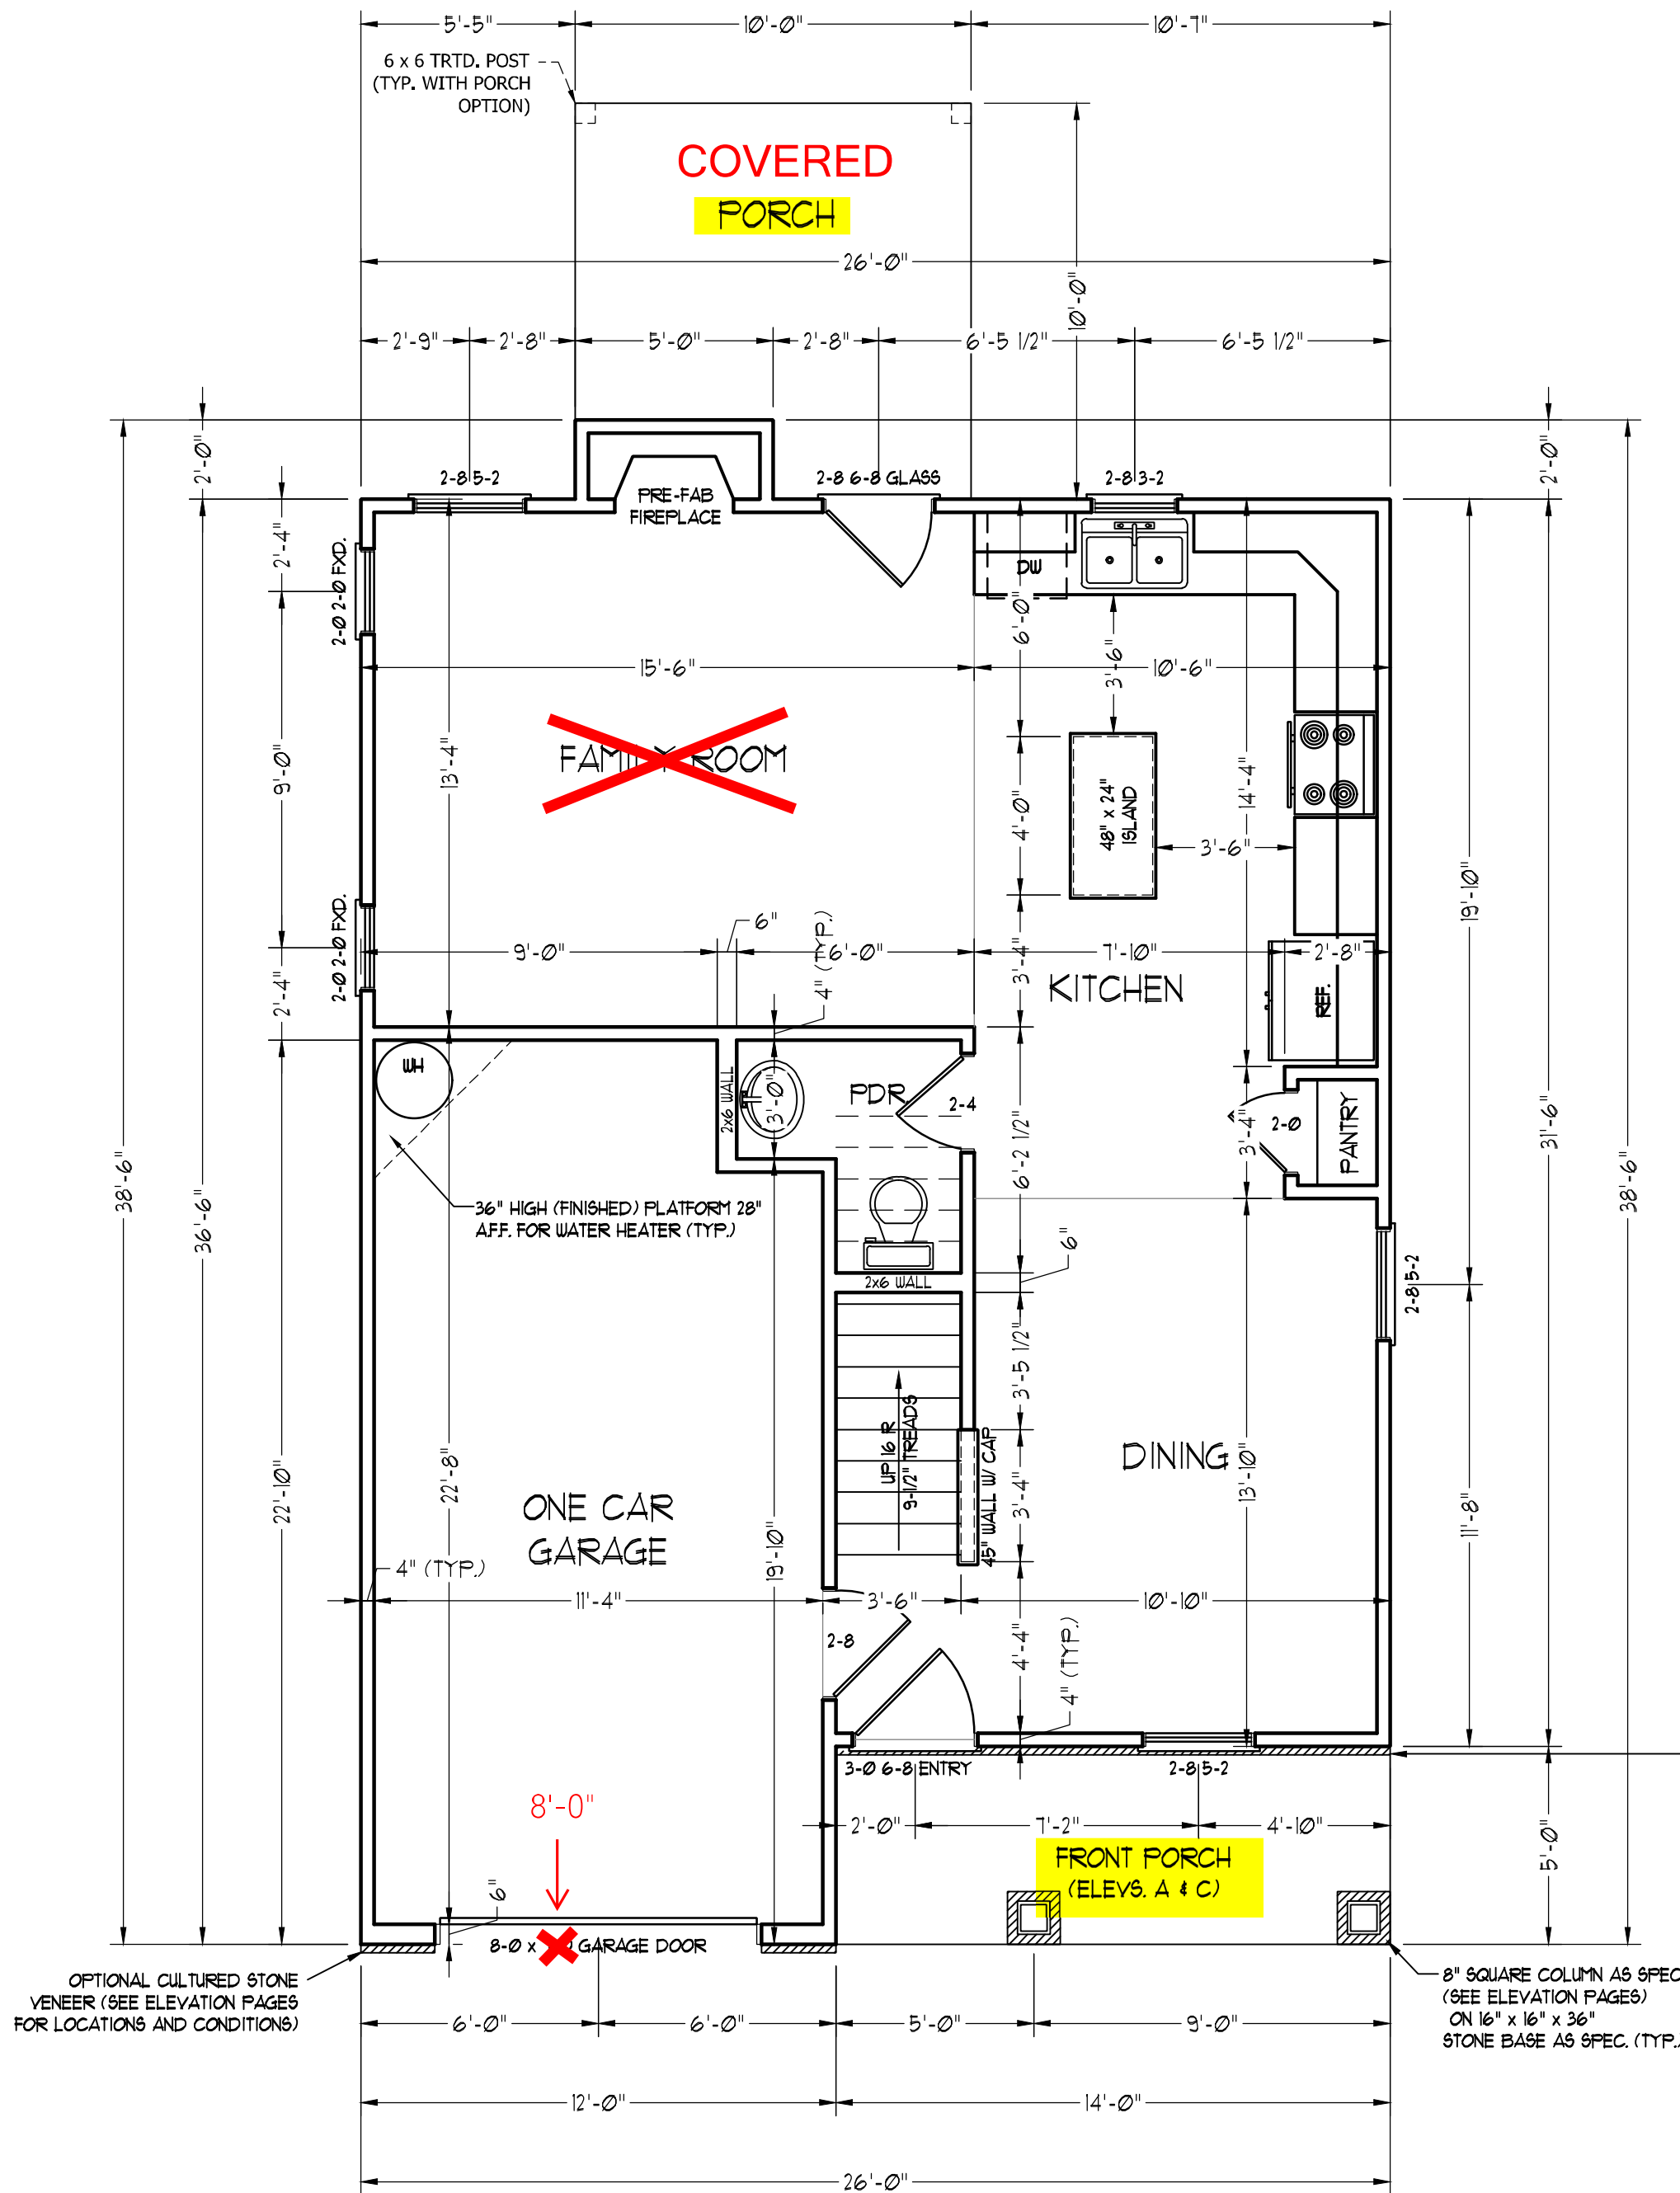 5'-5"
10'-0"
10'-7"
6 x 6 TRTD. POST
(TYP. WITH PORCH
OPTION)
COVERED
PORCH
26'-0"
10'-0"
2'-9"
2'-8"
5'-0"
2'-8"
6'-5 1/2"
6'-5 1/2"
2'-0"
2'-0"
2-8 5-2
PRE-FAB
FIREPLACE
2-8 6-8 GLASS
2-8 3-2
2'-4"
2-0 2-0 FXD.
DW
6'-0"
3'-6"
15'-6"
10'-6"
FAMILY ROOM
13'-4"
9'-0"
4'-0"
48" x 24"
ISLAND
14'-4"
3'-6"
19'-10"
2-0 2-0 FXD.
2'-4"
9'-0"
6"
4" (TYP.)
6'-0"
3'-4"
7'-10"
2'-8"
KITCHEN
REF.
WH
2x6 WALL
3'-0"
PDR.
2-4
6'-2 1/2"
3'-4"
2-0
PANTRY
38'-6"
36'-6"
31'-6"
38'-6"
36" HIGH (FINISHED) PLATFORM 28"
A.F.F. FOR WATER HEATER (TYP.)
2x6 WALL
6"
2-8 5-2
3'-5 1/2"
UP 16 R
9-1/2" TREADS
45" WALL W/ CAP
3'-4"
DINING
13'-10"
11'-8"
22'-10"
22'-8"
ONE CAR
GARAGE
19'-10"
4" (TYP.)
11'-4"
3'-6"
10'-10"
2-8
4'-4"
4" (TYP.)
3-0 6-8 ENTRY
2-8 5-2
8'-0"
2'-0"
7'-2"
4'-10"
FRONT PORCH
(ELEVS. A & C)
5'-0"
6"
8-0 x GARAGE DOOR
OPTIONAL CULTURED STONE
VENEER (SEE ELEVATION PAGES
FOR LOCATIONS AND CONDITIONS)
8" SQUARE COLUMN AS SPEC
(SEE ELEVATION PAGES)
ON 16" x 16" x 36"
STONE BASE AS SPEC. (TYP.)
6'-0"
6'-0"
5'-0"
9'-0"
12'-0"
14'-0"
26'-0"